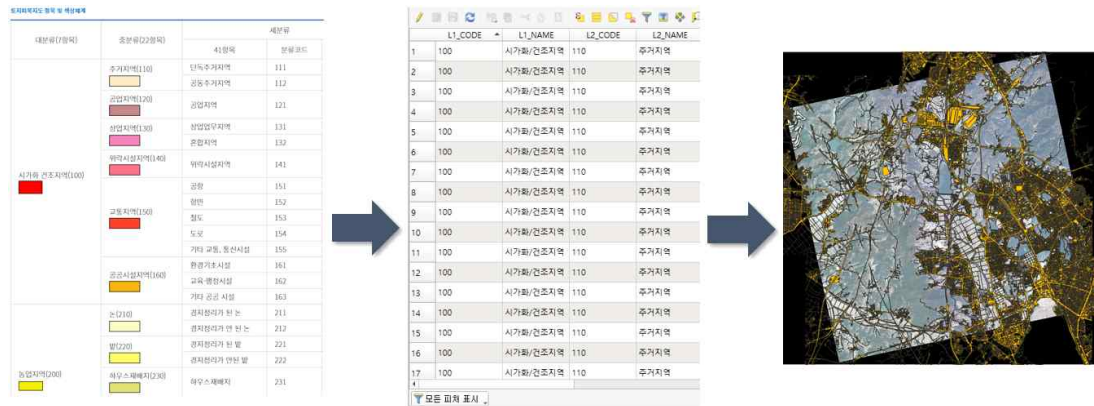 토지피복지도 항목 및 색상체계
대분류(7항목) 중분류(22항목) 세분류
41항목 분류코드
시가화 건조지역(100)
주거지역(110)
단독주거지역 111
공동주거지역 112
공업지역(120)
공업지역 121
상업지역(130)
상업업무지역 131
혼합지역 132
위락시설지역(140)
위락시설지역 141
교통지역(150)
공항 151
항만 152
철도 153
도로 154
기타 교통, 통신시설 155
공공시설지역(160)
환경기초시설 161
교육·행정시설 162
기타 공공 시설 163
농업지역(200)
논(210)
경지정리가 된 논 211
경지정리가 안 된 논 212
밭(220)
경지정리가 된 밭 221
경지정리가 안된 밭 222
하우스재배지(230)
하우스재배지 231
L1_CODE L1_NAME L2_CODE L2_NAME
1 100 시가화/건조지역 110 주거지역
2 100 시가화/건조지역 110 주거지역
3 100 시가화/건조지역 110 주거지역
4 100 시가화/건조지역 110 주거지역
5 100 시가화/건조지역 110 주거지역
6 100 시가화/건조지역 110 주거지역
7 100 시가화/건조지역 110 주거지역
8 100 시가화/건조지역 110 주거지역
9 100 시가화/건조지역 110 주거지역
10 100 시가화/건조지역 110 주거지역
11 100 시가화/건조지역 110 주거지역
12 100 시가화/건조지역 110 주거지역
13 100 시가화/건조지역 110 주거지역
14 100 시가화/건조지역 110 주거지역
15 100 시가화/건조지역 110 주거지역
16 100 시가화/건조지역 110 주거지역
17 100 시가화/건조지역 110 주거지역
모든 피처 표시